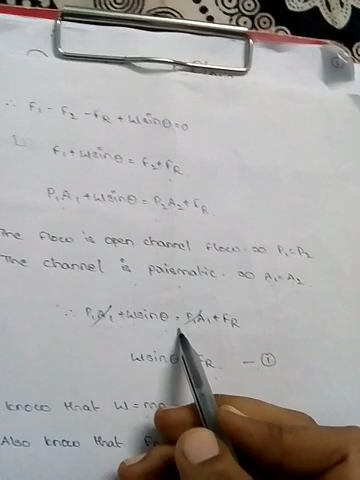 ∴ F₁ - F₂ - F_R + W sinθ = 0
F₁ + W sinθ = F₂ + F_R
P₁A₁ + W sinθ = P₂A₂ + F_R
The flow is open channel flow. so P₁ = P₂
The channel is paismatic. so A₁ = A₂
∴ P₁A₁ + W sinθ = P₁A₁ + F_R
W sinθ F_R - ①
know that W = m
Also know that